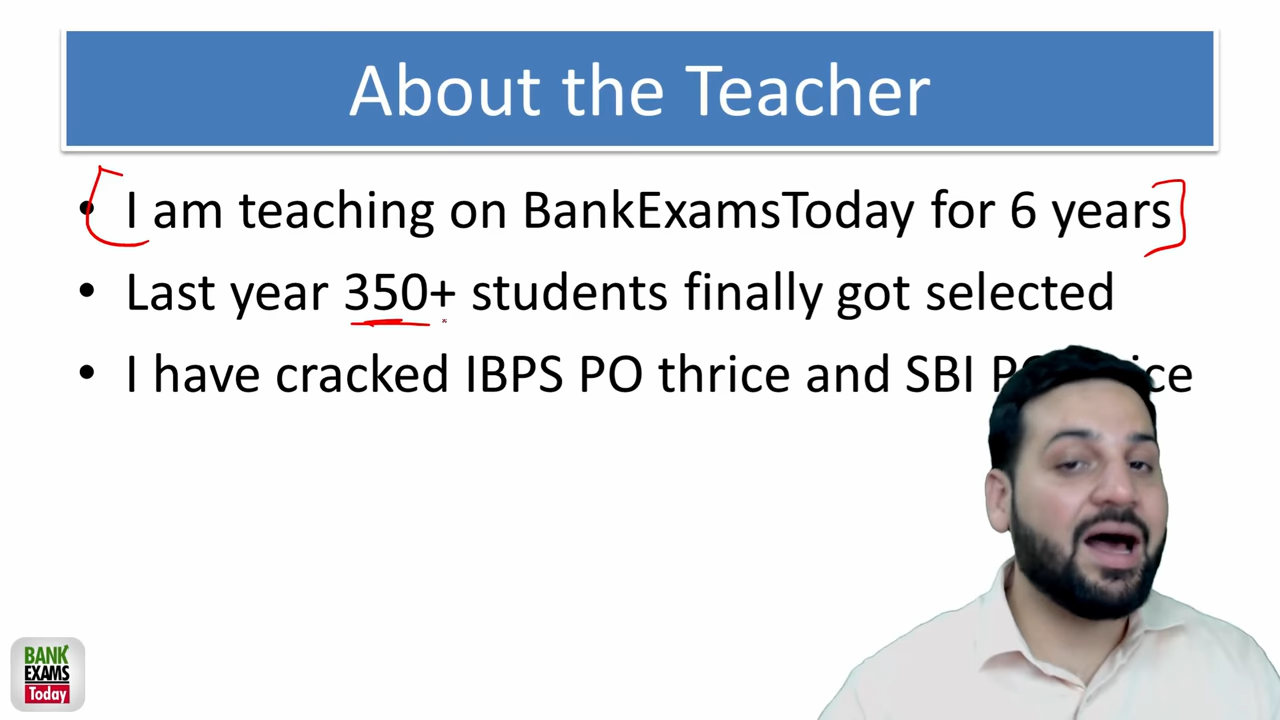 About the Teacher
• I am teaching on BankExamsToday for 6 years
• Last year 350+ students finally got selected
• I have cracked IBPS PO thrice and SBI
BANK
EXAMS
Today